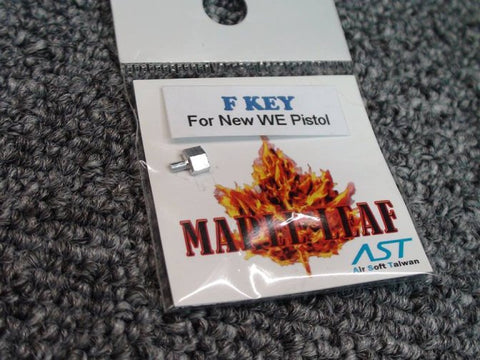 F KEY
For New WE Pistol
MAPLE LEAF
AST
Air Soft Taiwan